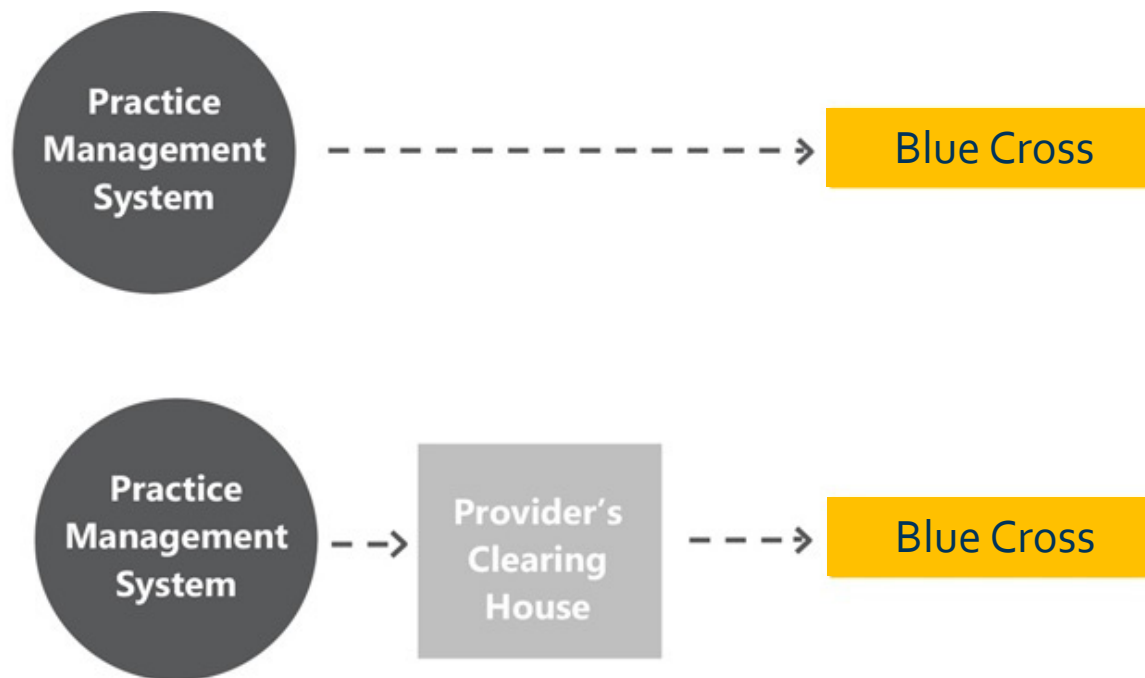 Practice
Management
System
Blue Cross
Practice
Management
System
Provider’s
Clearing
House
Blue Cross